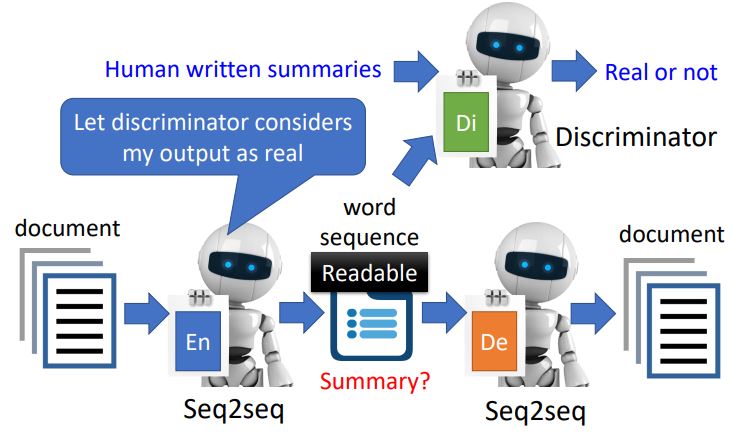 Human written summaries
Real or not
Di
Let discriminator considers
my output as real
Discriminator
document
word
sequence
document
Readable
En
De
Summary?
Seq2seq
Seq2seq